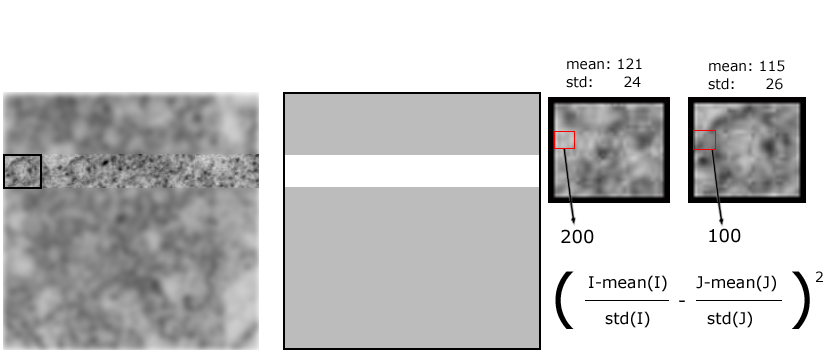 mean: 121
std: 24
mean: 115
std: 26
200
100
( I-mean(I) / std(I) - J-mean(J) / std(J) )²